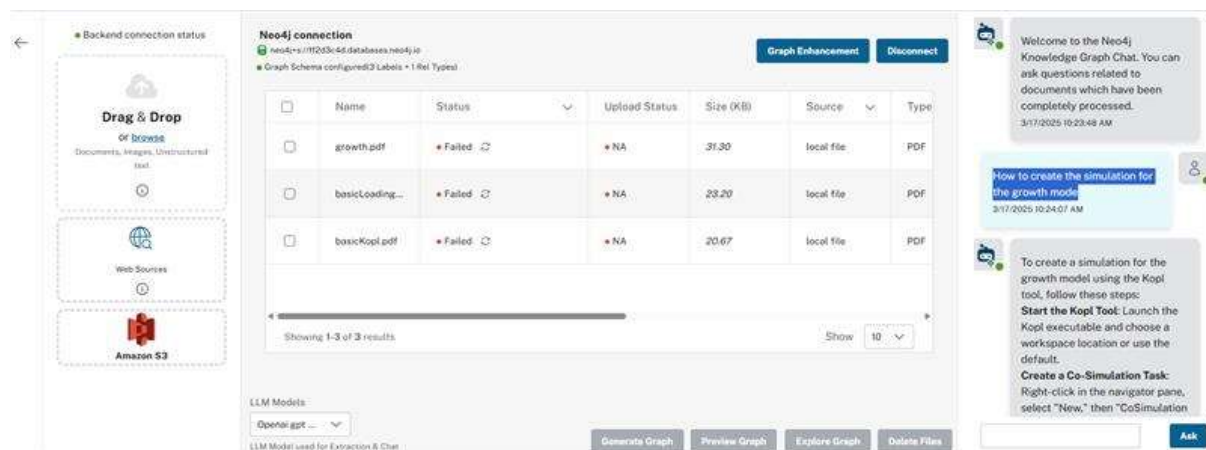 Backend connection status
Drag & Drop
or browse
Documents, Images, Unstructured
text
Web Sources
Amazon S3
Neo4j connection
Graph Schema configured(3 Labels + 1 Rel Types)
Graph Enhancement
Disconnect
Name Status Upload Status Size (KB) Source Type
growth.pdf Failed NA 31.30 local file PDF
basicLoading... Failed NA 23.20 local file PDF
basicKopl.pdf Failed NA 20.67 local file PDF
Showing 1-3 of 3 results
Show 10
LLM Models
Openai gpt ...
LLM Model used for Extraction & Chat
Generate Graph
Preview Graph
Explore Graph
Delete Files
Welcome to the Neo4j
Knowledge Graph Chat. You can
ask questions related to
documents which have been
completely processed.
3/17/2025 10:23:48 AM
How to create the simulation for
the growth mode
3/17/2025 10:24:07 AM
To create a simulation for the
growth model using the Kopl
tool, follow these steps:
Start the Kopl Tool: Launch the
Kopl executable and choose a
workspace location or use the
default.
Create a Co-Simulation Task:
Right-click in the navigator pane,
select "New," then "CoSimulation
Ask